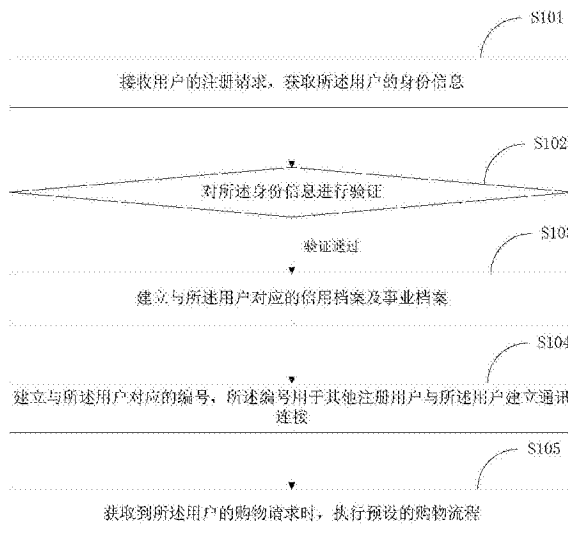 S101
接收用户的注册请求，获取所述用户的身份信息
S102
对所述身份信息进行验证
验证通过
S103
建立与所述用户对应的信用档案及事业档案
S104
建立与所述用户对应的编号，所述编号用于其他注册用户与所述用户建立通讯
连接
S105
获取到所述用户的购物请求时，执行预设的购物流程